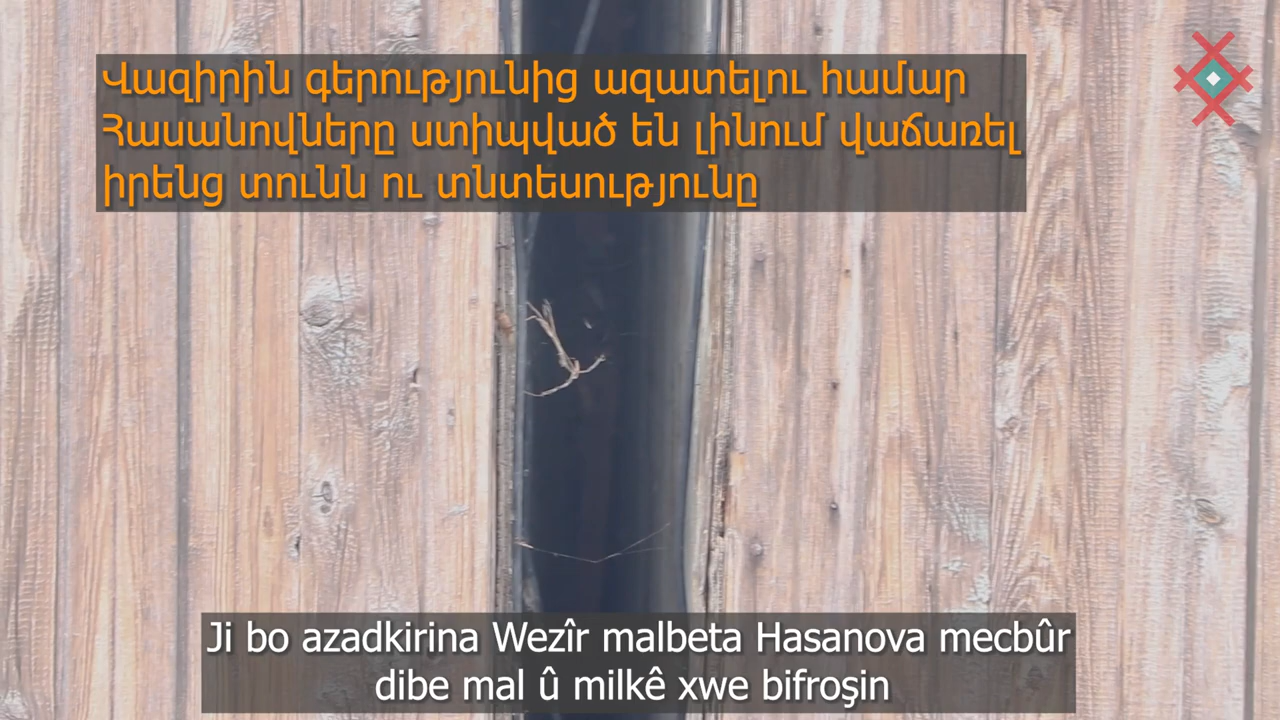 Վազիրին գերությունից ազատելու համար
Հասանովները ստիպված են լինում վաճառել
իրենց տունն ու տնտեսությունը
Ji bo azadkirina Wezîr malbeta Hasanova mecbûr
dibe mal û milkê xwe bifroşin